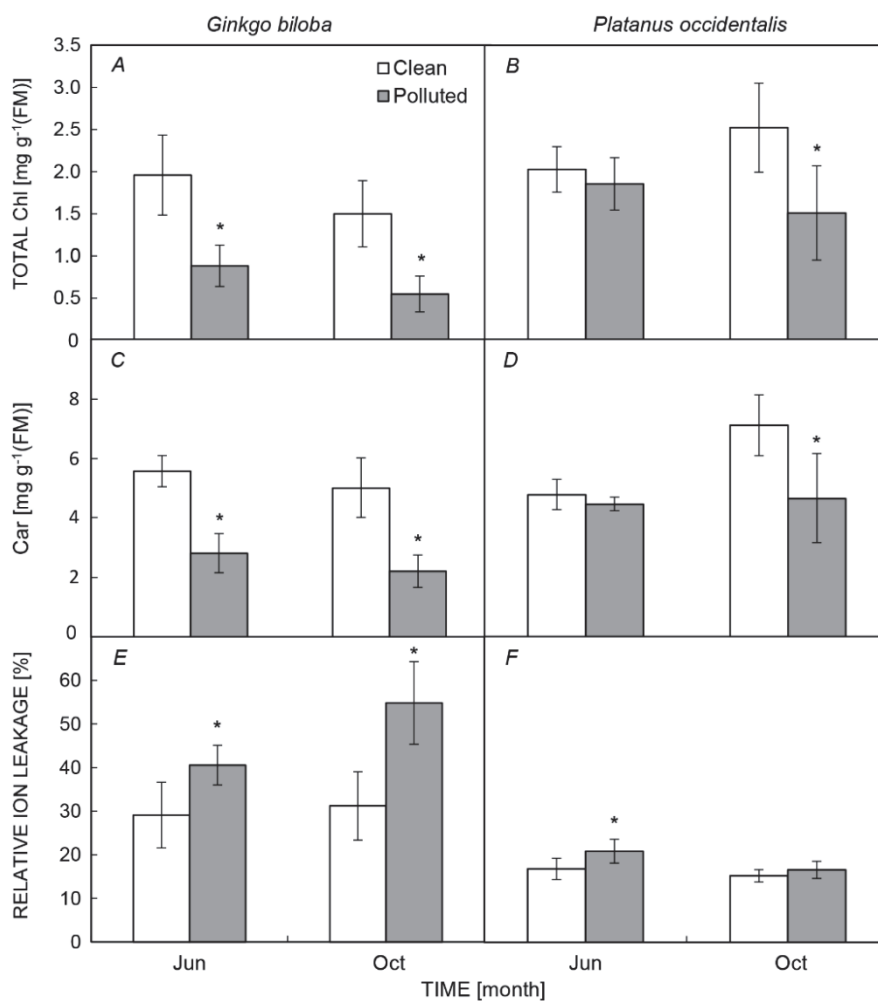 Ginkgo biloba Platanus occidentalis
TOTAL Chl [mg g⁻¹(FM)]
3.5
3.0
2.5
2.0
1.5
1.0
0.5
0
A
Clean
Polluted
*
*
B
*
Car [mg g⁻¹(FM)]
8
6
4
2
0
C
*
*
D
*
RELATIVE ION LEAKAGE [%]
60
50
40
30
20
10
0
E
*
*
F
*
Jun Oct Jun Oct
TIME [month]